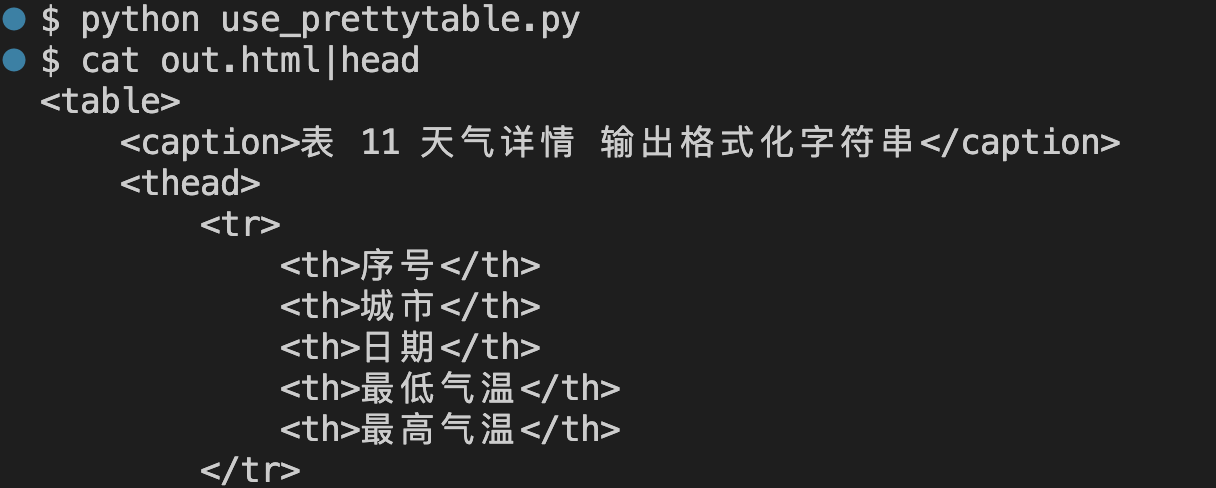 $ python use_prettytable.py
$ cat out.html|head
<table>
    <caption>表 11 天气详情 输出格式化字符串</caption>
    <thead>
        <tr>
            <th>序号</th>
            <th>城市</th>
            <th>日期</th>
            <th>最低气温</th>
            <th>最高气温</th>
        </tr>